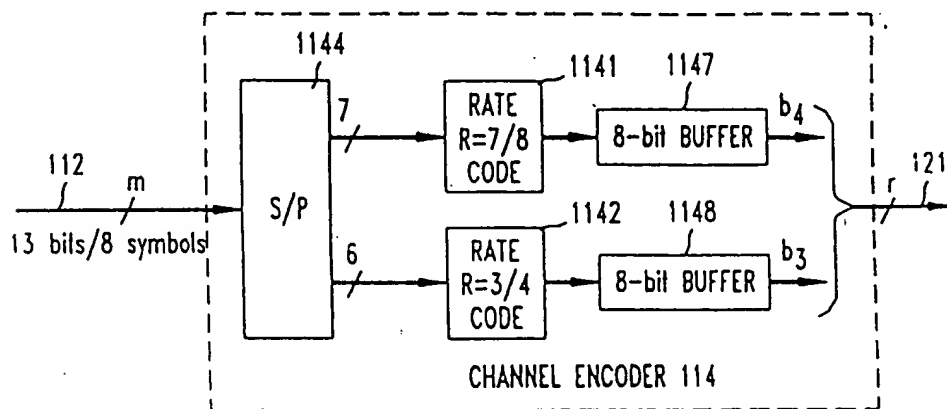 1144
1141
1147
7
RATE
R=7/8
CODE
8-bit BUFFER
b4
112
m
13 bits/8 symbols
S/P
r
121
1142
1148
6
RATE
R=3/4
CODE
8-bit BUFFER
b3
CHANNEL ENCODER 114